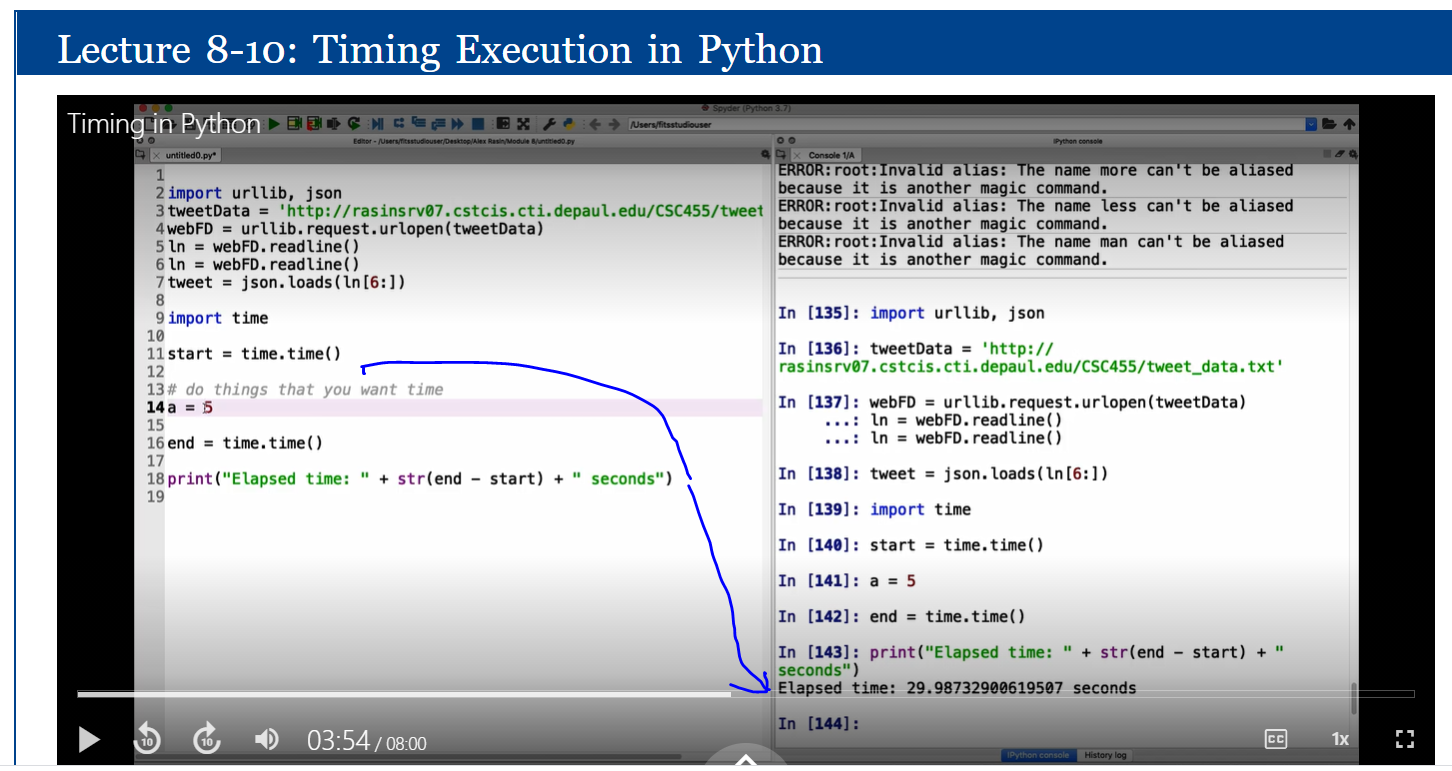 Lecture 8-10: Timing Execution in Python
Timing in Python
Spyder (Python 3.7)
/Users/fitsstudiouser
Editor - /Users/fitsstudiouser/Desktop/Alex Rasin/Module 6/untitled0.py
untitled0.py*
1
2 import urllib, json
3 tweetData = 'http://rasinsrv07.cstcis.cti.depaul.edu/CSC455/tweet
4 webFD = urllib.request.urlopen(tweetData)
5 ln = webFD.readline()
6 ln = webFD.readline()
7 tweet = json.loads(ln[6:])
8
9 import time
10
11 start = time.time()
12
13 # do things that you want time
14 a = 5
15
16 end = time.time()
17
18 print("Elapsed time: " + str(end - start) + " seconds")
19
IPython console
Console 1/A
ERROR:root:Invalid alias: The name more can't be aliased
because it is another magic command.
ERROR:root:Invalid alias: The name less can't be aliased
because it is another magic command.
ERROR:root:Invalid alias: The name man can't be aliased
because it is another magic command.
In [135]: import urllib, json
In [136]: tweetData = 'http://
rasinsrv07.cstcis.cti.depaul.edu/CSC455/tweet_data.txt'
In [137]: webFD = urllib.request.urlopen(tweetData)
...: ln = webFD.readline()
...: ln = webFD.readline()
In [138]: tweet = json.loads(ln[6:])
In [139]: import time
In [140]: start = time.time()
In [141]: a = 5
In [142]: end = time.time()
In [143]: print("Elapsed time: " + str(end - start) + "
seconds")
Elapsed time: 29.98732900619507 seconds
In [144]:
IPython console History log
10 10 03:54 / 08:00 CC 1x